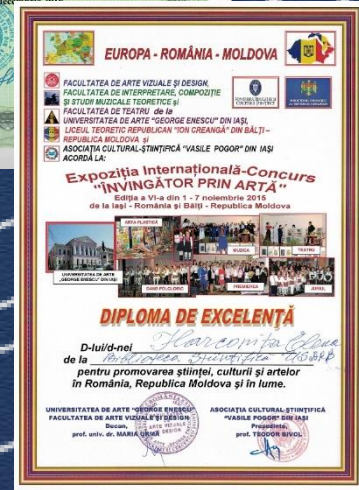 EUROPA - ROMÂNIA - MOLDOVA
FACULTATEA DE ARTE VIZUALE ȘI DESIGN,
FACULTATEA DE INTERPRETARE, COMPOZIȚIE
ȘI STUDII MUZICALE TEORETICE și
FACULTATEA DE TEATRU de la
UNIVERSITATEA DE ARTE "GEORGE ENESCU" DIN IAȘI,
LICEUL TEORETIC REPUBLICAN "ION CREANGĂ" DIN BĂLȚI –
REPUBLICA MOLDOVA și
ASOCIAȚIA CULTURAL-ȘTIINȚIFICĂ "VASILE POGOR" DIN IAȘI
ACORDĂ LA:
Expoziția Internațională-Concurs
"ÎNVINGĂTOR PRIN ARTĂ"
Ediția a VI-a din 1 - 7 noiembrie 2015
de la Iași - România și Bălți - Republica Moldova
ARTA PLASTICĂ
MUZICA
TEATRU
UNIVERSITATEA DE ARTE
„GEORGE ENESCU" DIN IAȘI
DANS FOLCLORIC
PREMIEREA
JURIUL
DIPLOMA DE EXCELENȚĂ
D-lui/d-nei Harconița Elena
de la Biblioteca Științifică USARB
pentru promovarea științei, culturii și artelor
în România, Republica Moldova și în lume.
UNIVERSITATEA DE ARTE "GEORGE ENESCU"
FACULTATEA DE ARTE VIZUALE ȘI DESIGN
Decan,
prof. univ. dr. MARIA URMĂ
ASOCIAȚIA CULTURAL-ȘTIINȚIFICĂ
"VASILE POGOR" DIN IAȘI
Președinte,
prof. TEODOR BIVOL